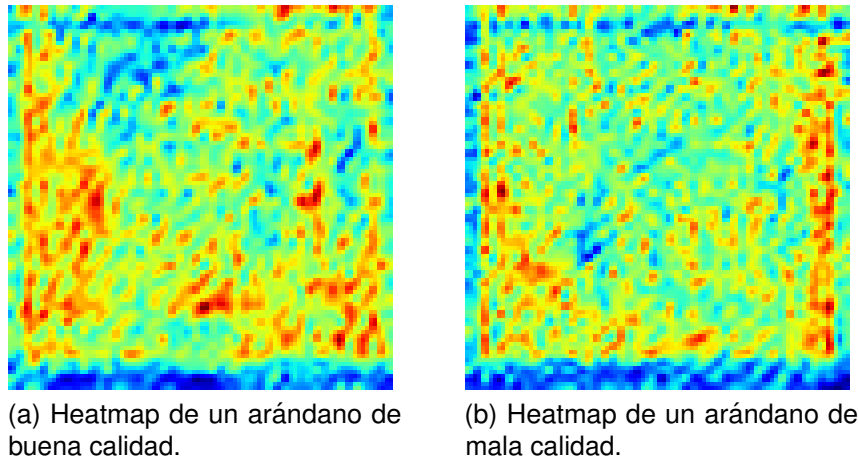 (a) Heatmap de un arándano de
buena calidad.
(b) Heatmap de un arándano de
mala calidad.